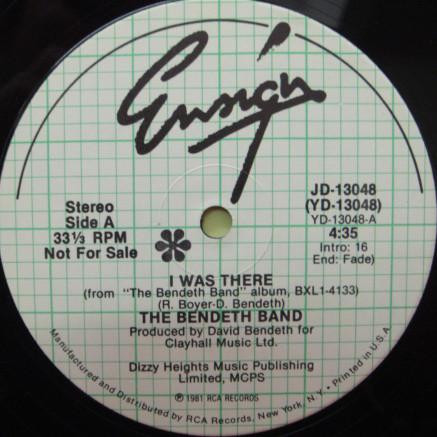 Ensign
Stereo
Side A
33⅓ RPM
Not For Sale
JD-13048
(YD-13048)
YD-13048-A
4:35
Intro: 16
End: Fade)
I WAS THERE
(from "The Bendeth Band" album, BXL1-4133)
(R. Boyer-D. Bendeth)
THE BENDETH BAND
Produced by David Bendeth for
Clayhall Music Ltd.
Dizzy Heights Music Publishing
Limited, MCPS
℗ 1981 RCA RECORDS
Manufactured and Distributed by RCA Records, New York, N.Y. • Printed in U.S.A.